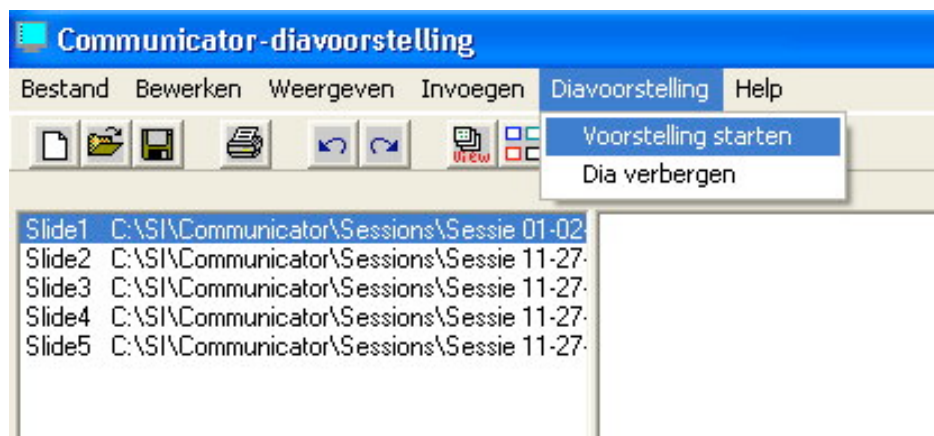 Communicator-diavoorstelling
Bestand Bewerken Weergeven Invoegen Diavoorstelling Help
Voorstelling starten
Dia verbergen
View
Slide1 C:\SI\Communicator\Sessions\Sessie 01-02-
Slide2 C:\SI\Communicator\Sessions\Sessie 11-27-
Slide3 C:\SI\Communicator\Sessions\Sessie 11-27-
Slide4 C:\SI\Communicator\Sessions\Sessie 11-27-
Slide5 C:\SI\Communicator\Sessions\Sessie 11-27-